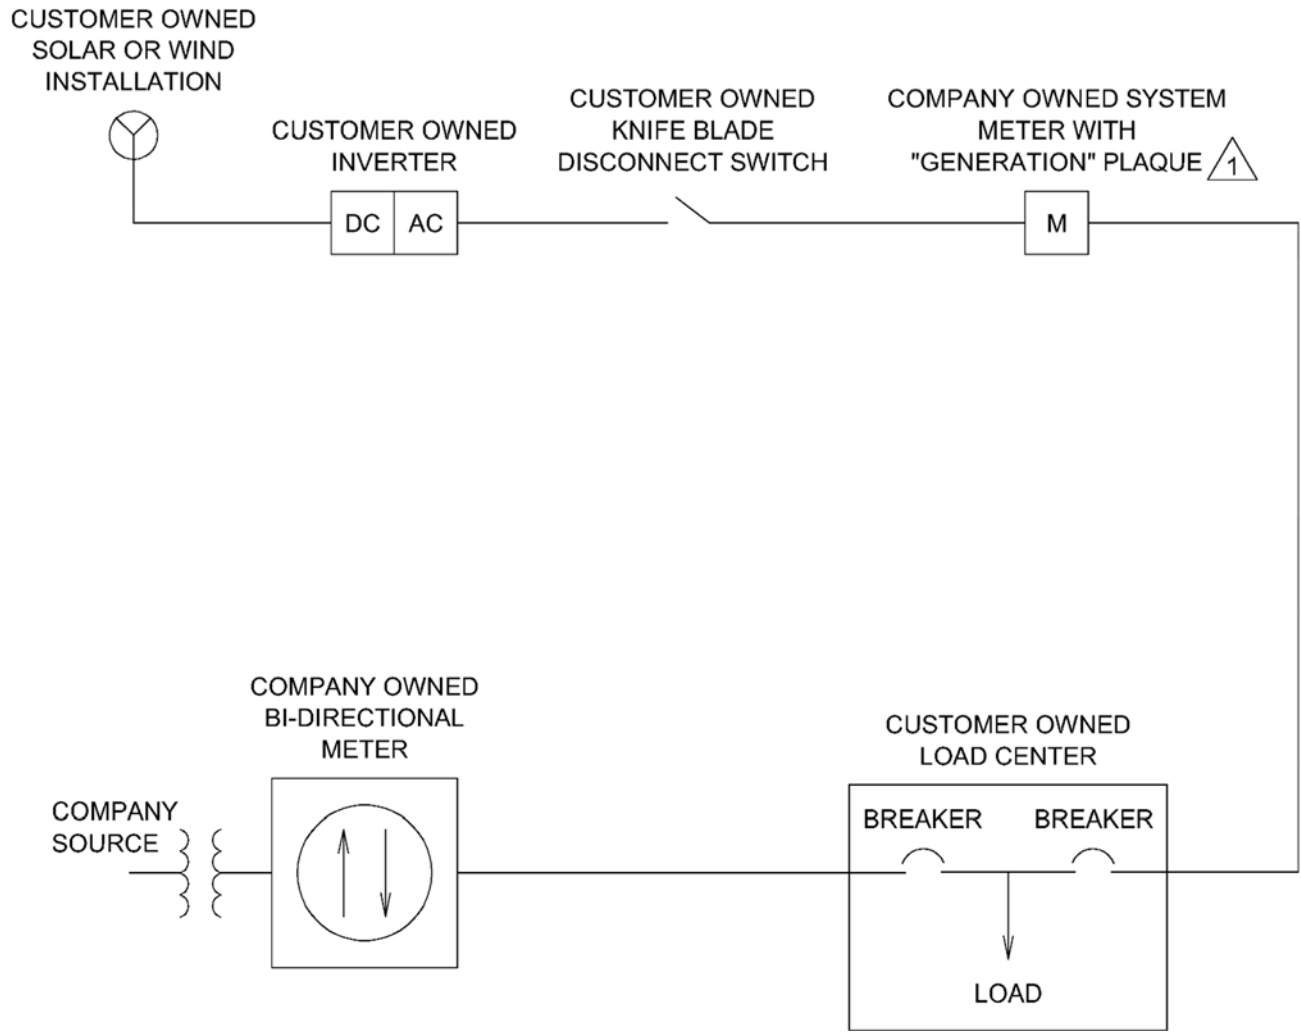 CUSTOMER OWNED
SOLAR OR WIND
INSTALLATION
CUSTOMER OWNED
INVERTER
DC AC
CUSTOMER OWNED
KNIFE BLADE
DISCONNECT SWITCH
COMPANY OWNED SYSTEM
METER WITH
"GENERATION" PLAQUE 1
M
COMPANY OWNED
BI-DIRECTIONAL
METER
COMPANY
SOURCE
CUSTOMER OWNED
LOAD CENTER
BREAKER BREAKER
LOAD